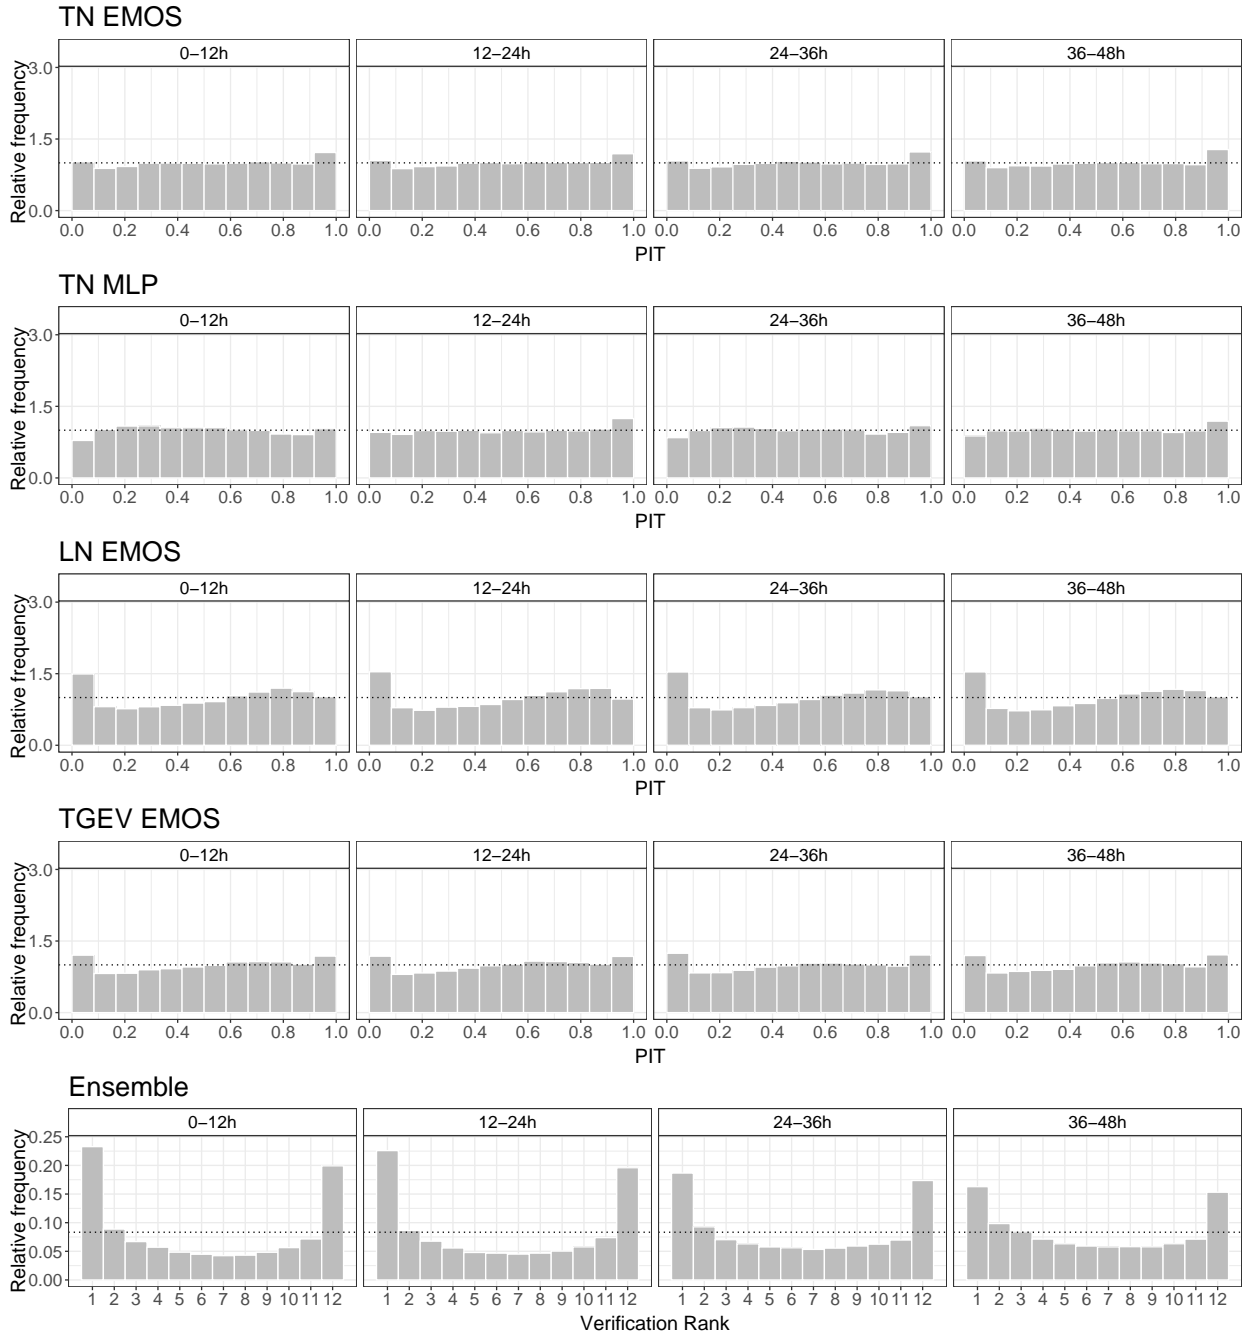 TN EMOS
0–12h 12–24h 24–36h 36–48h
Relative frequency
3.0
1.5
0.0
0.0 0.2 0.4 0.6 0.8 1.0 0.0 0.2 0.4 0.6 0.8 1.0 0.0 0.2 0.4 0.6 0.8 1.0 0.0 0.2 0.4 0.6 0.8 1.0
PIT
TN MLP
0–12h 12–24h 24–36h 36–48h
Relative frequency
3.0
1.5
0.0
0.0 0.2 0.4 0.6 0.8 1.0 0.0 0.2 0.4 0.6 0.8 1.0 0.0 0.2 0.4 0.6 0.8 1.0 0.0 0.2 0.4 0.6 0.8 1.0
PIT
LN EMOS
0–12h 12–24h 24–36h 36–48h
Relative frequency
3.0
1.5
0.0
0.0 0.2 0.4 0.6 0.8 1.0 0.0 0.2 0.4 0.6 0.8 1.0 0.0 0.2 0.4 0.6 0.8 1.0 0.0 0.2 0.4 0.6 0.8 1.0
PIT
TGEV EMOS
0–12h 12–24h 24–36h 36–48h
Relative frequency
3.0
1.5
0.0
0.0 0.2 0.4 0.6 0.8 1.0 0.0 0.2 0.4 0.6 0.8 1.0 0.0 0.2 0.4 0.6 0.8 1.0 0.0 0.2 0.4 0.6 0.8 1.0
PIT
Ensemble
0–12h 12–24h 24–36h 36–48h
Relative frequency
0.25
0.20
0.15
0.10
0.05
0.00
1 2 3 4 5 6 7 8 9 10 11 12 1 2 3 4 5 6 7 8 9 10 11 12 1 2 3 4 5 6 7 8 9 10 11 12 1 2 3 4 5 6 7 8 9 10 11 12
Verification Rank